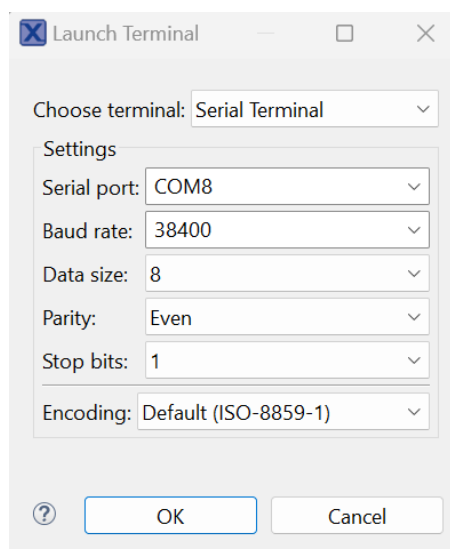 Launch Terminal
Choose terminal: Serial Terminal
Settings
Serial port: COM8
Baud rate: 38400
Data size: 8
Parity: Even
Stop bits: 1
Encoding: Default (ISO-8859-1)
? OK Cancel